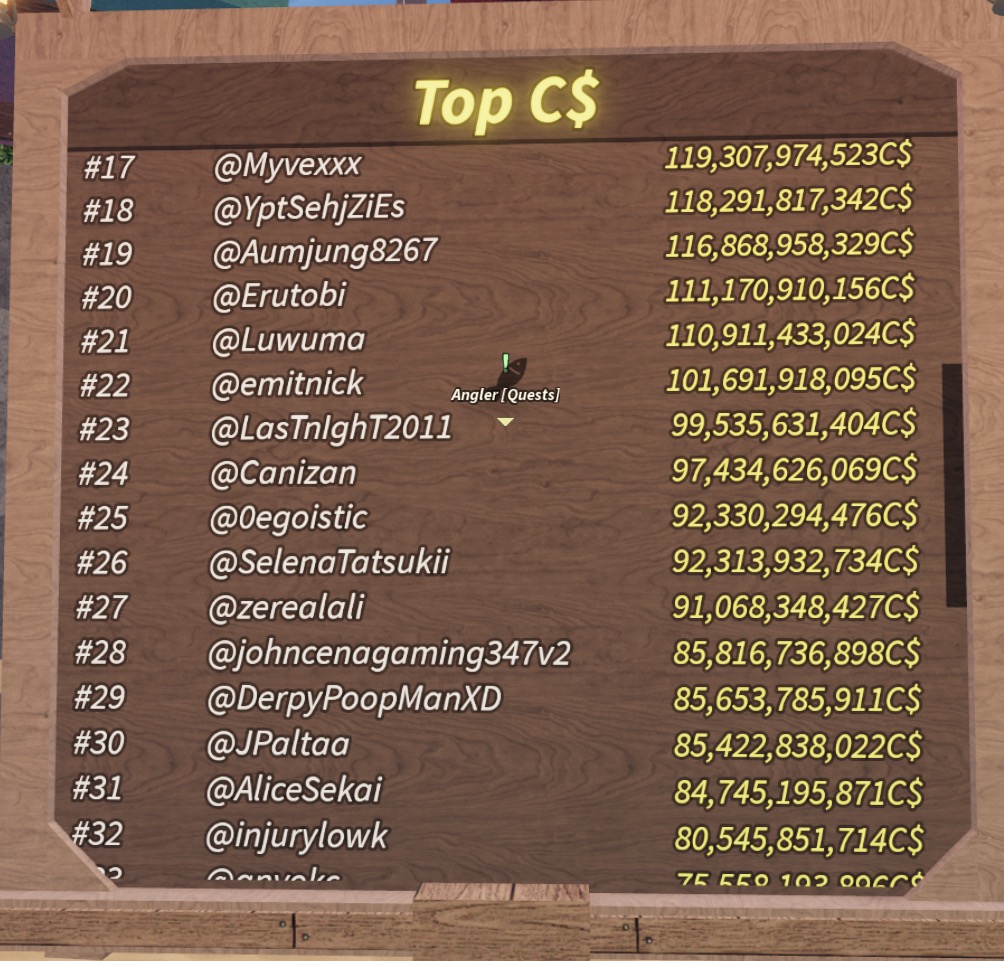 Top C$
#17 @Myvexxx 119,307,974,523C$
#18 @YptSehjZiEs 118,291,817,342C$
#19 @Aumjung8267 116,868,958,329C$
#20 @Erutobi 111,170,910,156C$
#21 @Luwuma 110,911,433,024C$
#22 @emitnick 101,691,918,095C$
!
Angler [Quests]
#23 @LasTnIghT2011 99,535,631,404C$
#24 @Canizan 97,434,626,069C$
#25 @0egoistic 92,330,294,476C$
#26 @SelenaTatsukii 92,313,932,734C$
#27 @zerealali 91,068,348,427C$
#28 @johncenagaming347v2 85,816,736,898C$
#29 @DerpyPoopManXD 85,653,785,911C$
#30 @JPaltaa 85,422,838,022C$
#31 @AliceSekai 84,745,195,871C$
#32 @injurylowk 80,545,851,714C$